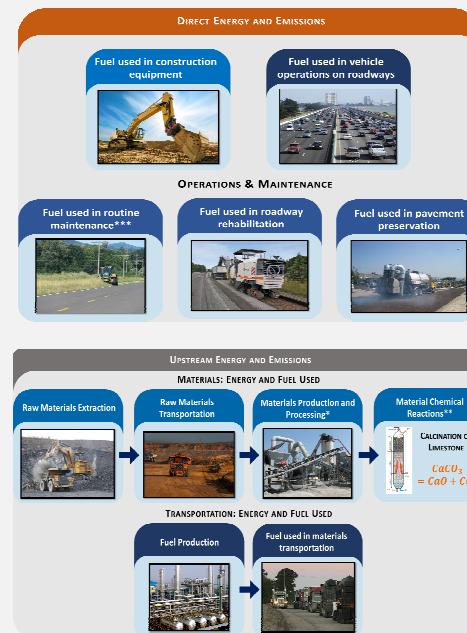 DIRECT ENERGY AND EMISSIONS
Fuel used in construction
equipment
Fuel used in vehicle
operations on roadways
OPERATIONS & MAINTENANCE
Fuel used in routine
maintenance***
Fuel used in roadway
rehabilitation
Fuel used in pavement
preservation
UPSTREAM ENERGY AND EMISSIONS
MATERIALS: ENERGY AND FUEL USED
Raw Materials Extraction
Raw Materials
Transportation
Materials Production and
Processing*
Material Chemical
Reactions**
CALCINATION
LIMESTONE
CaCO₃
= CaO +
TRANSPORTATION: ENERGY AND FUEL USED
Fuel Production
Fuel used in materials
transportation